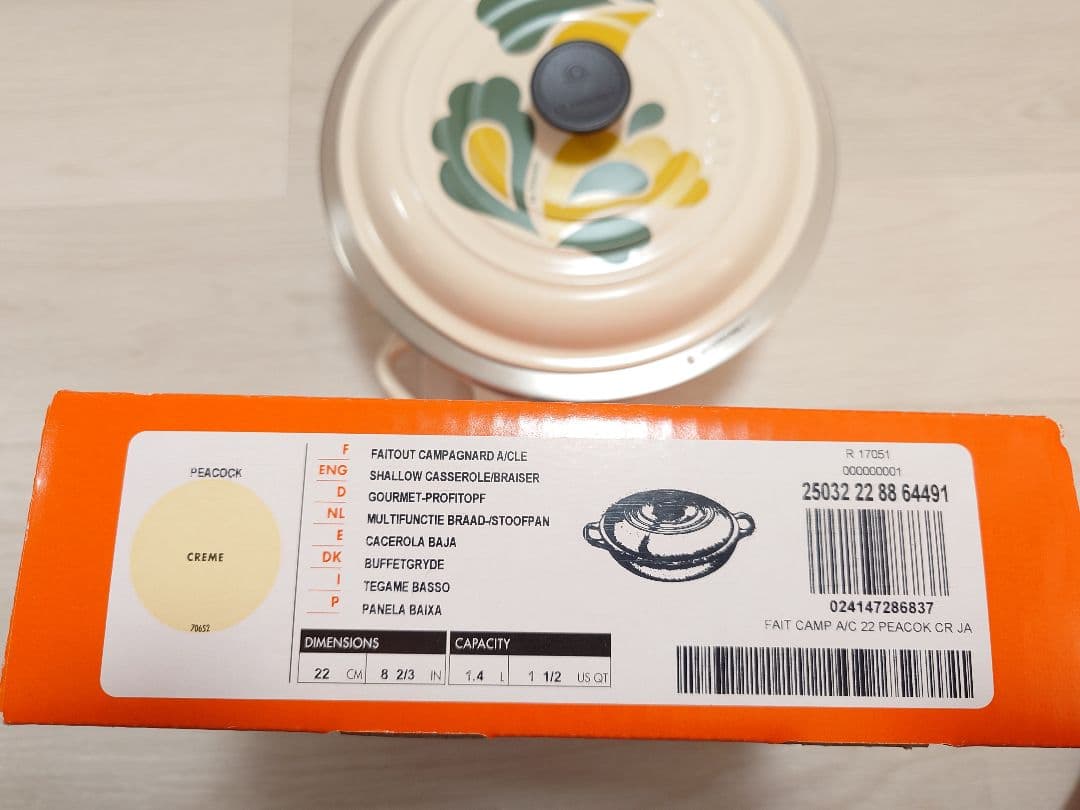 PEACOCK
CREME
70652
F FAITOUT CAMPAGNARD A/CLE
ENG SHALLOW CASSEROLE/BRAISER
D GOURMET-PROFITOPF
NL MULTIFUNCTIE BRAAD-/STOOFPAN
E CACEROLA BAJA
DK BUFFETGRYDE
I TEGAME BASSO
P PANELA BAIXA
DIMENSIONS CAPACITY
22 CM 8 2/3 IN 1.4 L 1 1/2 US QT
R 17051
000000001
25032 22 88 64491
024147286837
FAIT CAMP A/C 22 PEACOK CR JA